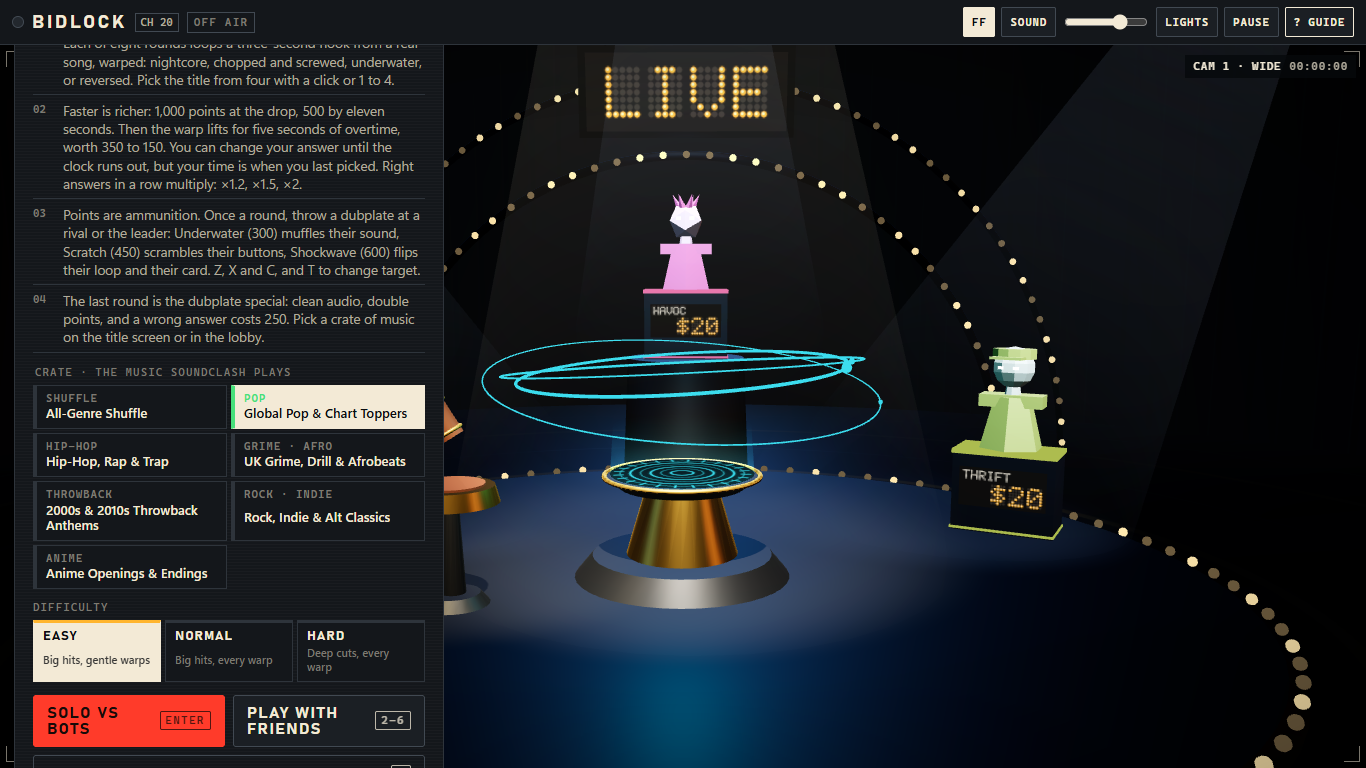 BIDLOCK CH 20 OFF AIR FF SOUND LIGHTS PAUSE ? GUIDE
Each of eight rounds loops a three-second hook from a real
song, warped: nightcore, chopped and screwed, underwater,
or reversed. Pick the title from four with a click or 1 to 4.
02 Faster is richer: 1,000 points at the drop, 500 by eleven
seconds. Then the warp lifts for five seconds of overtime,
worth 350 to 150. You can change your answer until the
clock runs out, but your time is when you last picked. Right
answers in a row multiply: ×1.2, ×1.5, ×2.
03 Points are ammunition. Once a round, throw a dubplate at a
rival or the leader: Underwater (300) muffles their sound,
Scratch (450) scrambles their buttons, Shockwave (600) flips
their loop and their card. Z, X and C, and T to change target.
04 The last round is the dubplate special: clean audio, double
points, and a wrong answer costs 250. Pick a crate of music
on the title screen or in the lobby.
CRATE · THE MUSIC SOUNDCLASH PLAYS
SHUFFLE
All-Genre Shuffle
POP
Global Pop & Chart Toppers
HIP-HOP
Hip-Hop, Rap & Trap
GRIME · AFRO
UK Grime, Drill & Afrobeats
THROWBACK
2000s & 2010s Throwback
Anthems
ROCK · INDIE
Rock, Indie & Alt Classics
ANIME
Anime Openings & Endings
DIFFICULTY
EASY
Big hits, gentle warps
NORMAL
Big hits, every warp
HARD
Deep cuts, every
warp
SOLO VS
BOTS
ENTER
PLAY WITH
FRIENDS
2–6
CAM 1 · WIDE 00:00:00
LIVE
HAVOC
$20
THRIFT
$20